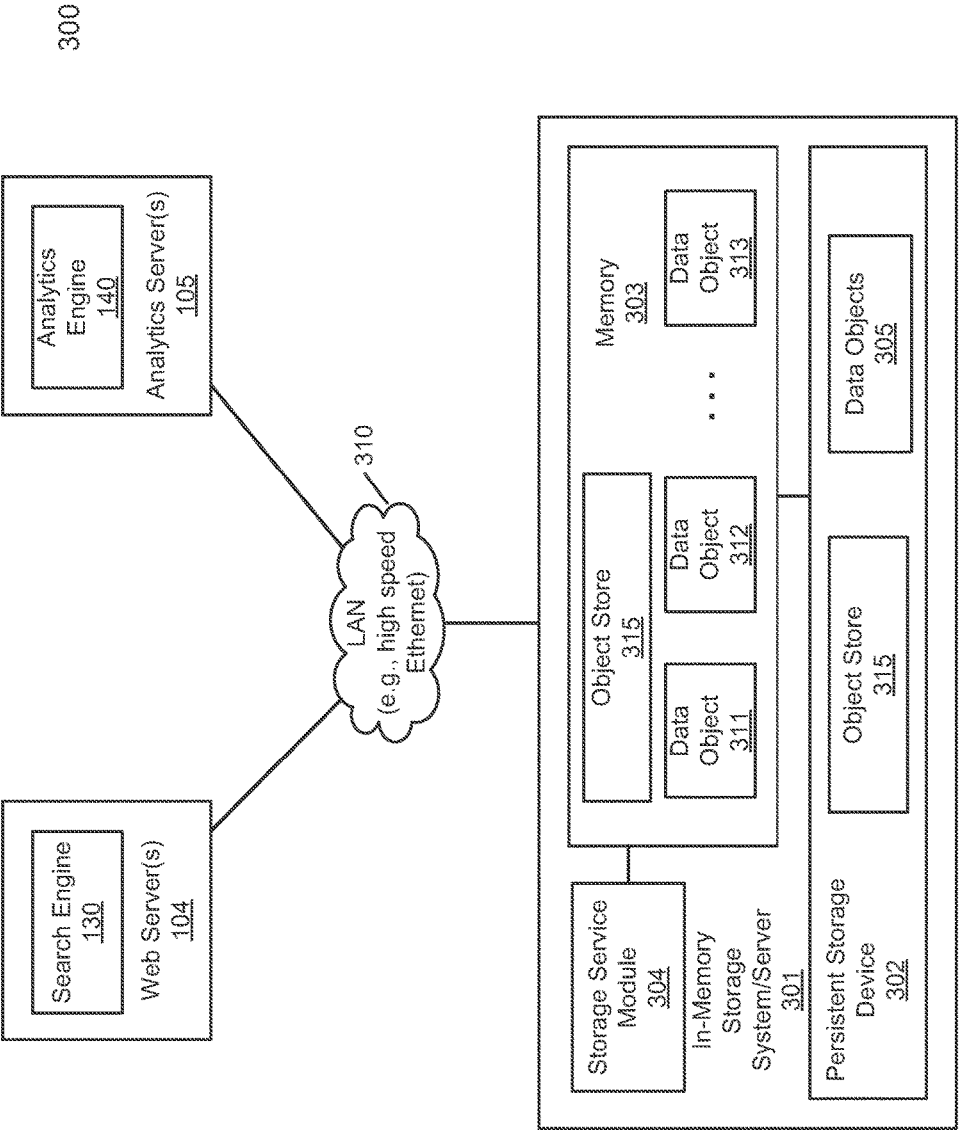 300
Search Engine
130
Web Server(s)
104
Analytics
Engine
140
Analytics Server(s)
105
310
LAN
(e.g., high speed
Ethernet)
Storage Service
Module
304
In-Memory
Storage
System/Server
301
Memory
303
Object Store
315
Data
Object
311
Data
Object
312
. . .
Data
Object
313
Persistent Storage
Device
302
Object Store
315
Data Objects
305